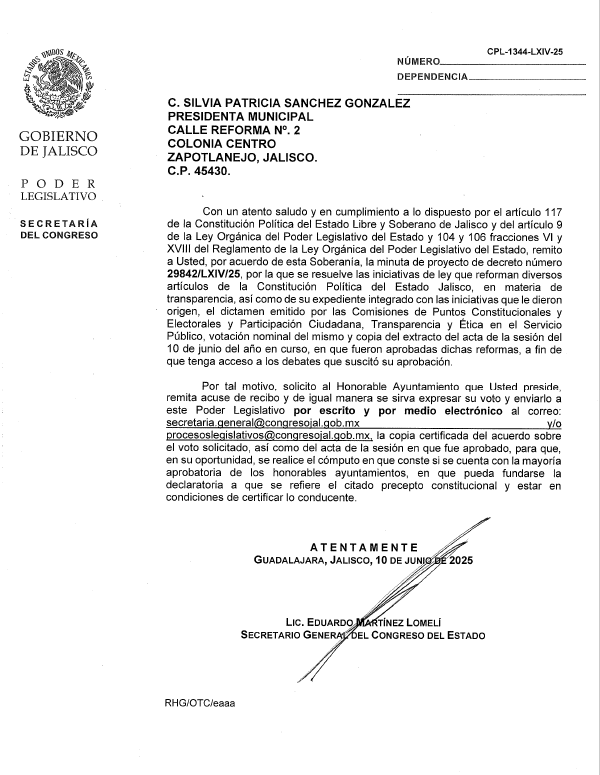 ESTADOS UNIDOS MEXICANOS
GOBIERNO
DE JALISCO
PODER
LEGISLATIVO
SECRETARÍA
DEL CONGRESO
CPL-1344-LXIV-25
NÚMERO
DEPENDENCIA
C. SILVIA PATRICIA SANCHEZ GONZALEZ
PRESIDENTA MUNICIPAL
CALLE REFORMA Nº. 2
COLONIA CENTRO
ZAPOTLANEJO, JALISCO.
C.P. 45430.
Con un atento saludo y en cumplimiento a lo dispuesto por el artículo 117
de la Constitución Política del Estado Libre y Soberano de Jalisco y del artículo 9
de la Ley Orgánica del Poder Legislativo del Estado y 104 y 106 fracciones VI y
XVIII del Reglamento de la Ley Orgánica del Poder Legislativo del Estado, remito
a Usted, por acuerdo de esta Soberanía, la minuta de proyecto de decreto número
29842/LXIV/25, por la que se resuelve las iniciativas de ley que reforman diversos
artículos de la Constitución Política del Estado Jalisco, en materia de
transparencia, así como de su expediente integrado con las iniciativas que le dieron
origen, el dictamen emitido por las Comisiones de Puntos Constitucionales y
Electorales y Participación Ciudadana, Transparencia y Ética en el Servicio
Público, votación nominal del mismo y copia del extracto del acta de la sesión del
10 de junio del año en curso, en que fueron aprobadas dichas reformas, a fin de
que tenga acceso a los debates que suscitó su aprobación.
Por tal motivo, solicito al Honorable Ayuntamiento que Usted preside,
remita acuse de recibo y de igual manera se sirva expresar su voto y enviarlo a
este Poder Legislativo por escrito y por medio electrónico al correo:
secretaria.general@congresojal.gob.mx y/o
procesoslegislativos@congresojal.gob.mx, la copia certificada del acuerdo sobre
el voto solicitado, así como del acta de la sesión en que fue aprobado, para que,
en su oportunidad, se realice el cómputo en que conste si se cuenta con la mayoría
aprobatoria de los honorables ayuntamientos, en que pueda fundarse la
declaratoria a que se refiere el citado precepto constitucional y estar en
condiciones de certificar lo conducente.
ATENTAMENTE
GUADALAJARA, JALISCO, 10 DE JUNIO DE 2025
LIC. EDUARDO MARTÍNEZ LOMELÍ
SECRETARIO GENERAL DEL CONGRESO DEL ESTADO
RHG/OTC/eaaa